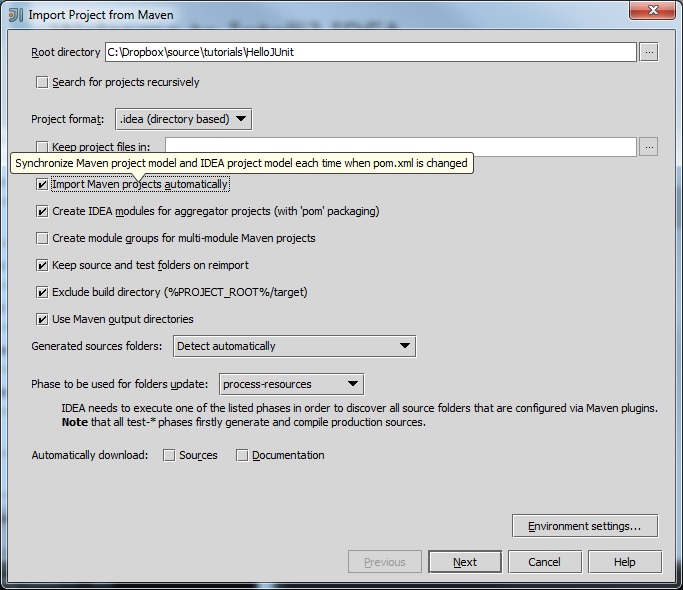 Import Project from Maven
Root directory C:\Dropbox\source\tutorials\HelloJUnit ...
Search for projects recursively
Project format: .idea (directory based)
Keep project files in: ...
Synchronize Maven project model and IDEA project model each time when pom.xml is changed
Import Maven projects automatically
Create IDEA modules for aggregator projects (with 'pom' packaging)
Create module groups for multi-module Maven projects
Keep source and test folders on reimport
Exclude build directory (%PROJECT_ROOT%/target)
Use Maven output directories
Generated sources folders: Detect automatically
Phase to be used for folders update: process-resources
IDEA needs to execute one of the listed phases in order to discover all source folders that are configured via Maven plugins.
Note that all test-* phases firstly generate and compile production sources.
Automatically download: Sources Documentation
Environment settings...
Previous Next Cancel Help